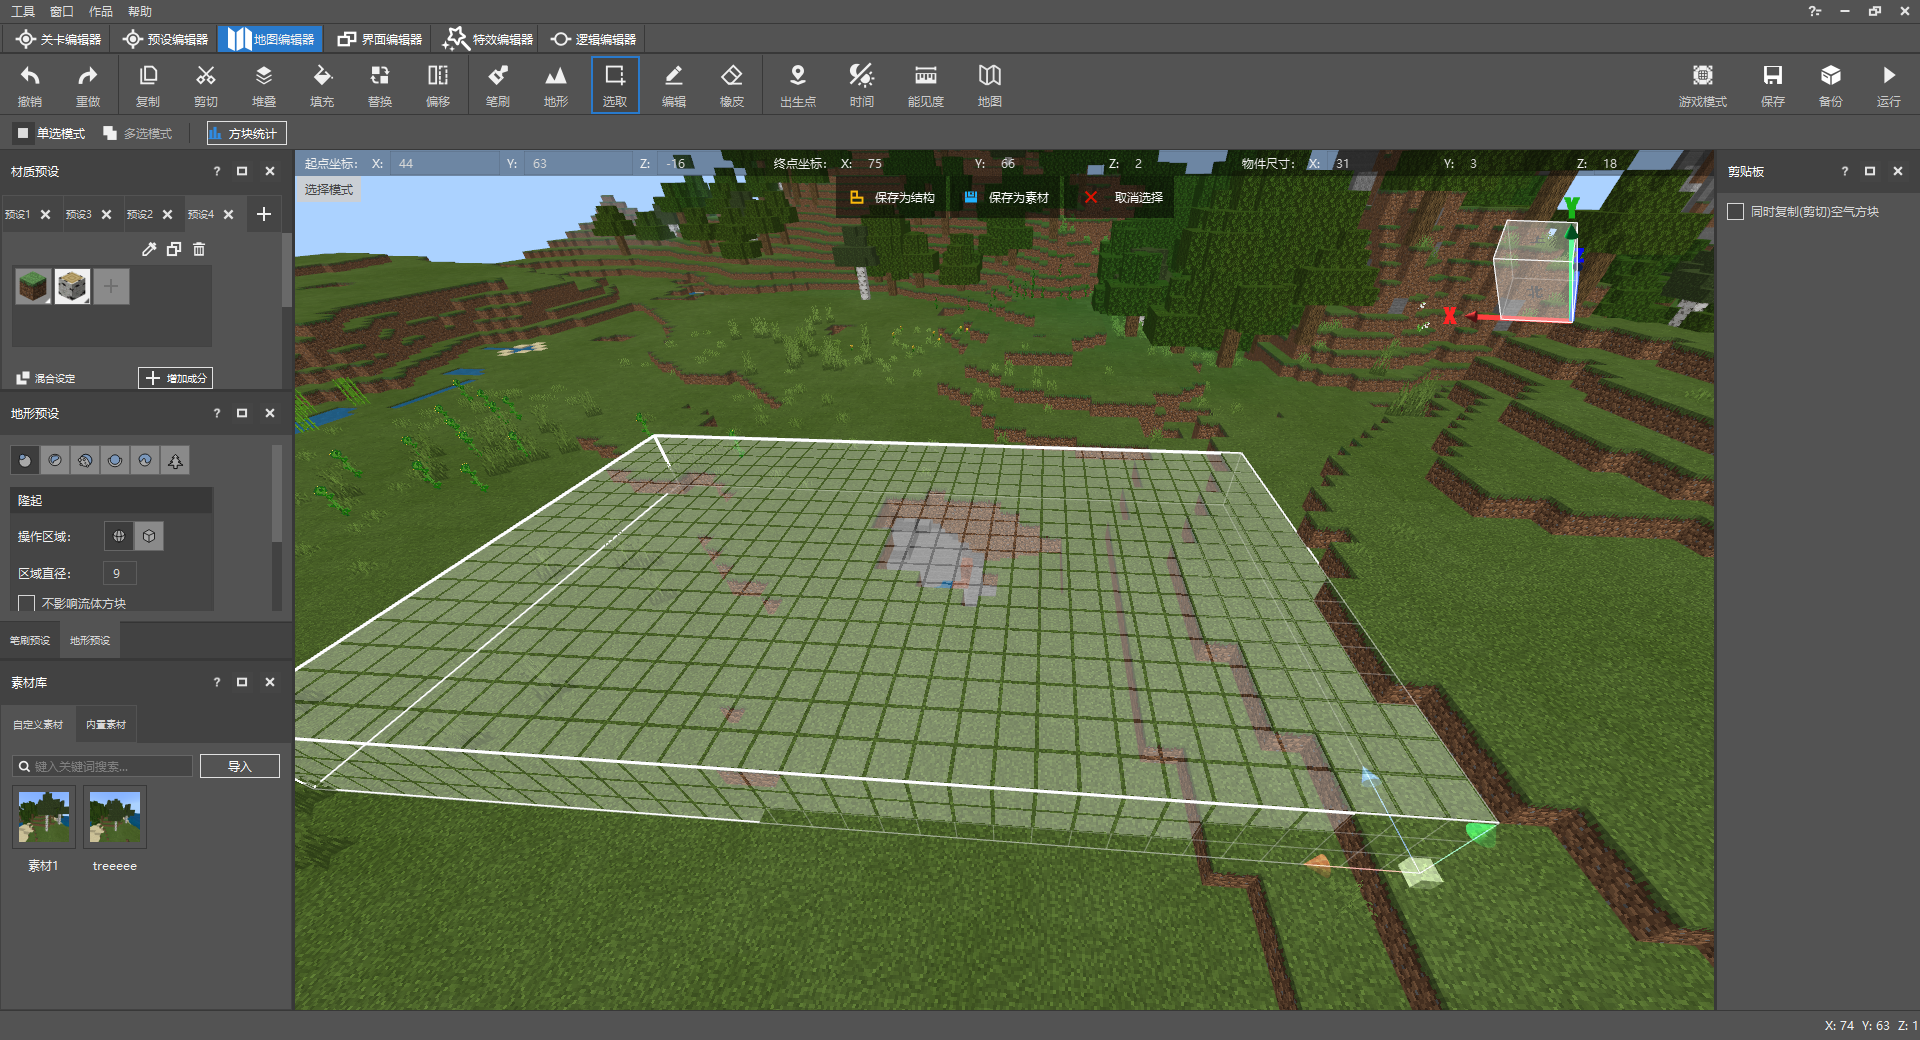 工具 窗口 作品 帮助
关卡编辑器 预设编辑器 地图编辑器 界面编辑器 特效编辑器 逻辑编辑器
撤销 重做 复制 剪切 堆叠 填充 替换 偏移 笔刷 地形 选取 编辑 橡皮 出生点 时间 能见度 地图 游戏模式 保存 备份 运行
单选模式 多选模式 方块统计
材质预设 ?
预设1 预设3 预设2 预设4
混合设定 增加成分
地形预设 ?
隆起
操作区域:
区域直径: 9
不影响流体方块
笔刷预设 地形预设
素材库 ?
自定义素材 内置素材
键入关键词搜索... 导入
素材1 treeeee
起点坐标: X: 44 Y: 63 Z: -16 终点坐标: X: 75 Y: 66 Z: 2 物件尺寸: X: 31 Y: 3 Z: 18
选择模式
保存为结构 保存为素材 取消选择
Y
X
北
剪贴板 ?
同时复制(剪切)空气方块
X: 74 Y: 63 Z: 1